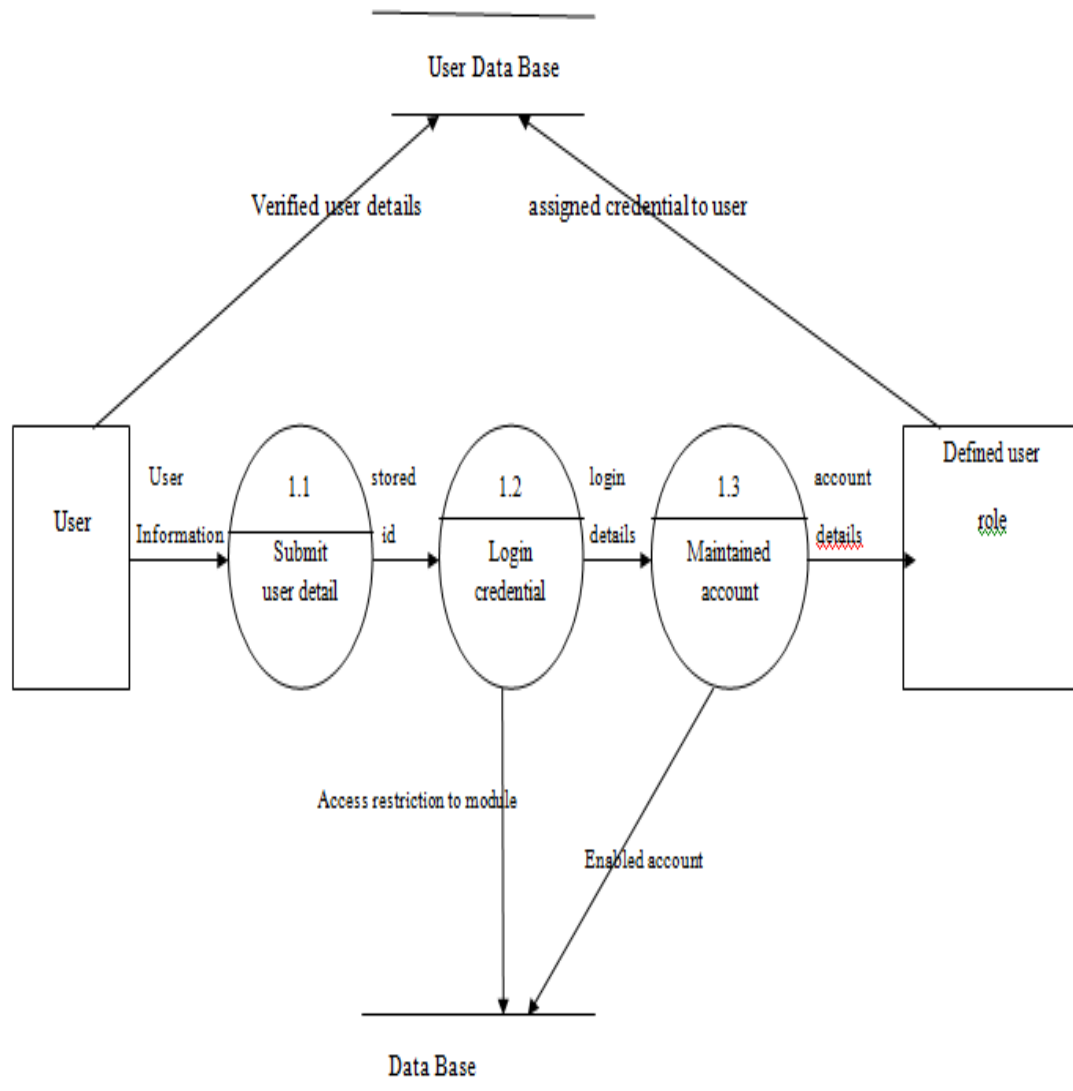 User Data Base
Verified user details
assigned credential to user
User
User
Information
1.1
Submit
user detail
stored
id
1.2
Login
credential
login
details
1.3
Maintained
account
account
details
Defined user
role
Access restriction to module
Enabled account
Data Base